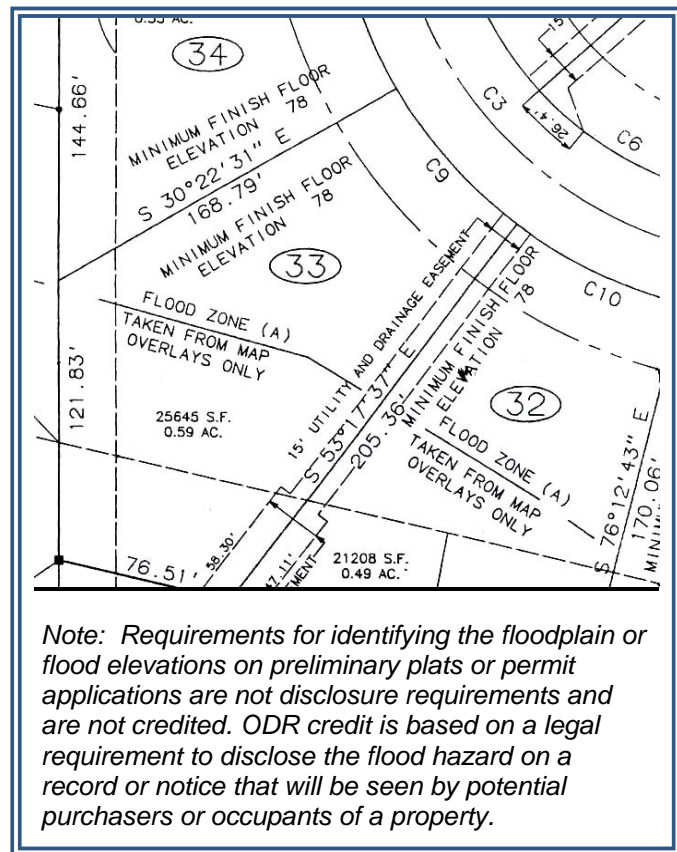 34
144.66'
MINIMUM FINISH FLOOR
ELEVATION 78
S 30°22'31" E
168.79'
MINIMUM FINISH FLOOR
ELEVATION 78
33
C3
C6
C9
C10
15'
26.4'
FLOOD ZONE (A)
TAKEN FROM MAP
OVERLAYS ONLY
121.83'
25645 S.F.
0.59 AC.
15' UTILITY AND DRAINAGE EASEMENT
S 53°17'37" E
205.36'
MINIMUM FINISH FLOOR
ELEVATION 78
32
FLOOD ZONE (A)
TAKEN FROM MAP
OVERLAYS ONLY
S 76°12'43" E
170.06'
76.51'
58.30'
21208 S.F.
0.49 AC.
Note: Requirements for identifying the floodplain or
flood elevations on preliminary plats or permit
applications are not disclosure requirements and
are not credited. ODR credit is based on a legal
requirement to disclose the flood hazard on a
record or notice that will be seen by potential
purchasers or occupants of a property.